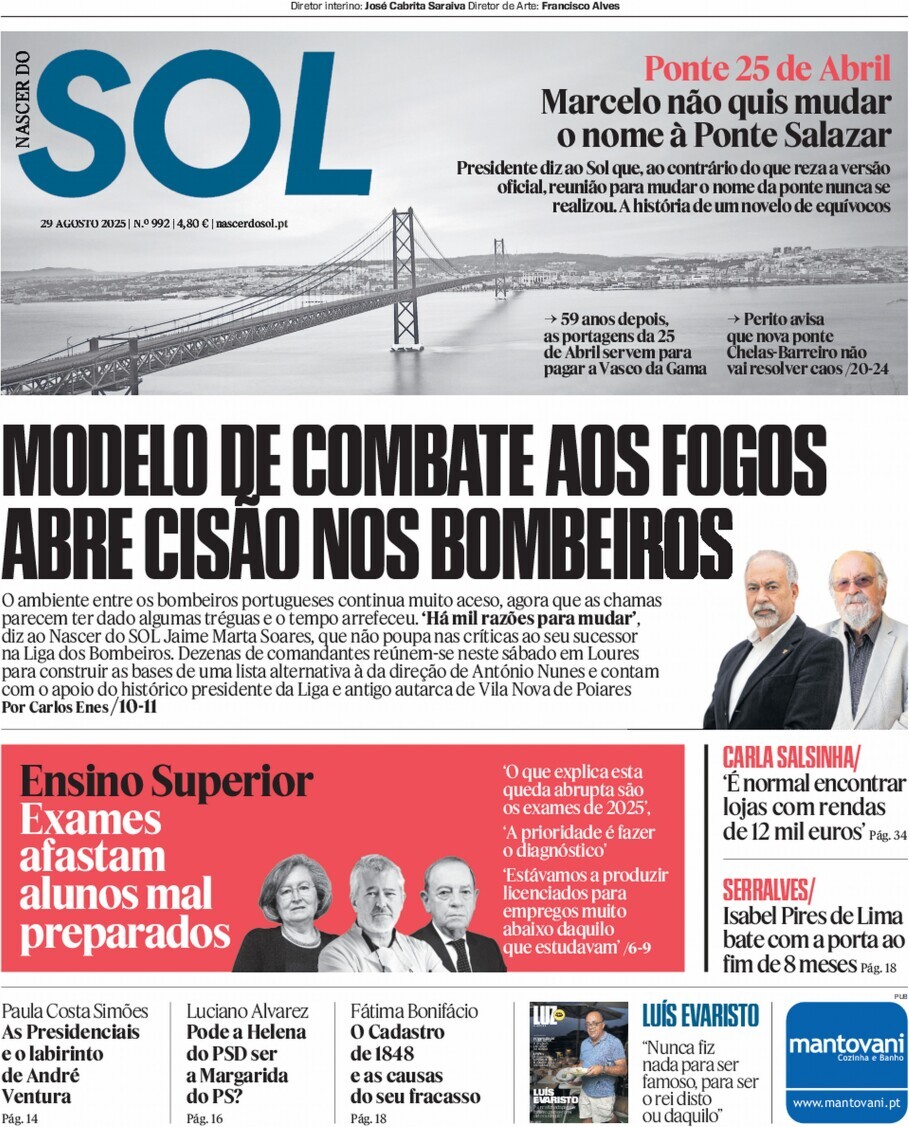 Diretor interino: José Cabrita Saraiva Diretor de Arte: Francisco Alves
NASCER DO
SOL
29 AGOSTO 2025 | N.º 992 | 4,80 € | nascerdosol.pt
Ponte 25 de Abril
Marcelo não quis mudar
o nome à Ponte Salazar
Presidente diz ao Sol que, ao contrário do que reza a versão
oficial, reunião para mudar o nome da ponte nunca se
realizou. A história de um novelo de equívocos
→ 59 anos depois,
as portagens da 25
de Abril servem para
pagar a Vasco da Gama
→ Perito avisa
que nova ponte
Chelas-Barreiro não
vai resolver caos /20-24
MODELO DE COMBATE AOS FOGOS
ABRE CISÃO NOS BOMBEIROS
O ambiente entre os bombeiros portugueses continua muito aceso, agora que as chamas
parecem ter dado algumas tréguas e o tempo arrefeceu. ‘Há mil razões para mudar’,
diz ao Nascer do SOL Jaime Marta Soares, que não poupa nas críticas ao seu sucessor
na Liga dos Bombeiros. Dezenas de comandantes reúnem-se neste sábado em Loures
para construir as bases de uma lista alternativa à da direção de António Nunes e contam
com o apoio do histórico presidente da Liga e antigo autarca de Vila Nova de Poiares
Por Carlos Enes /10-11
Ensino Superior
Exames
afastam
alunos mal
preparados
‘O que explica esta
queda abrupta são
os exames de 2025’,
‘A prioridade é fazer
o diagnóstico’
‘Estávamos a produzir
licenciados para
empregos muito
abaixo daquilo
que estudavam’ /6-9
CARLA SALSINHA/
‘É normal encontrar
lojas com rendas
de 12 mil euros’ Pág. 34
SERRALVES/
Isabel Pires de Lima
bate com a porta ao
fim de 8 meses Pág. 18
Paula Costa Simões
As Presidenciais
e o labirinto
de André
Ventura
Pág. 14
Luciano Alvarez
Pode a Helena
do PSD ser
a Margarida
do PS?
Pág. 16
Fátima Bonifácio
O Cadastro
de 1848
e as causas
do seu fracasso
Pág. 18
LUZ
LUÍS
EVARISTO
LUÍS EVARISTO
“Nunca fiz
nada para ser
famoso, para ser
o rei disto
ou daquilo”
PUB
mantovani
Cozinha e Banho
www.mantovani.pt